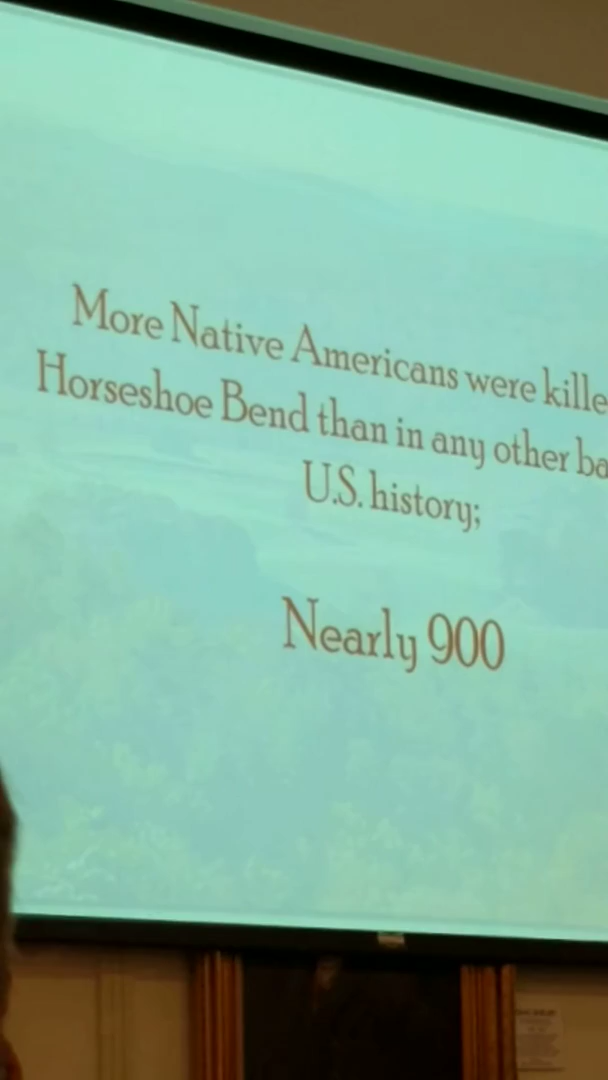 More Native Americans were kille
Horseshoe Bend than in any other ba
U.S. history;
Nearly 900